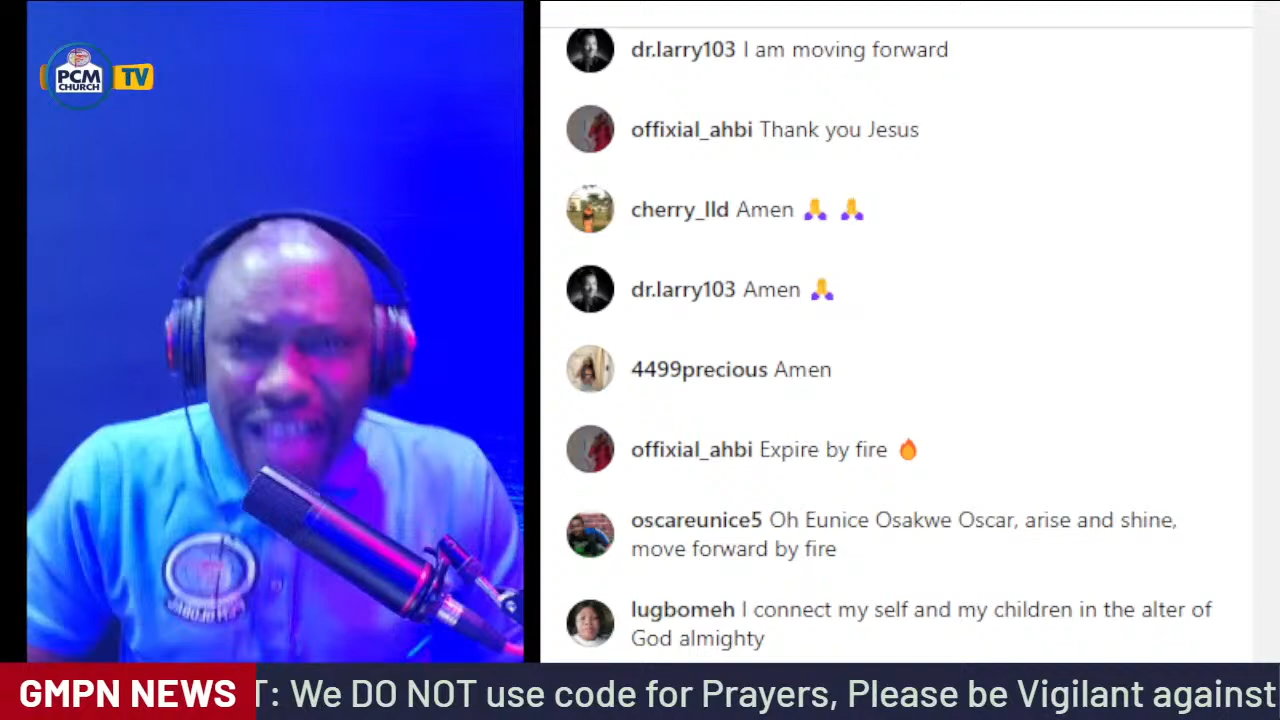 PCM
CHURCH
TV
dr.larry103 I am moving forward
offixial_ahbi Thank you Jesus
cherry_lld Amen 🙏 🙏
dr.larry103 Amen 🙏
4499precious Amen
offixial_ahbi Expire by fire 🔥
oscareunice5 Oh Eunice Osakwe Oscar, arise and shine,
move forward by fire
lugbomeh I connect my self and my children in the alter of
God almighty
GMPN NEWS
T: We DO NOT use code for Prayers, Please be Vigilant against